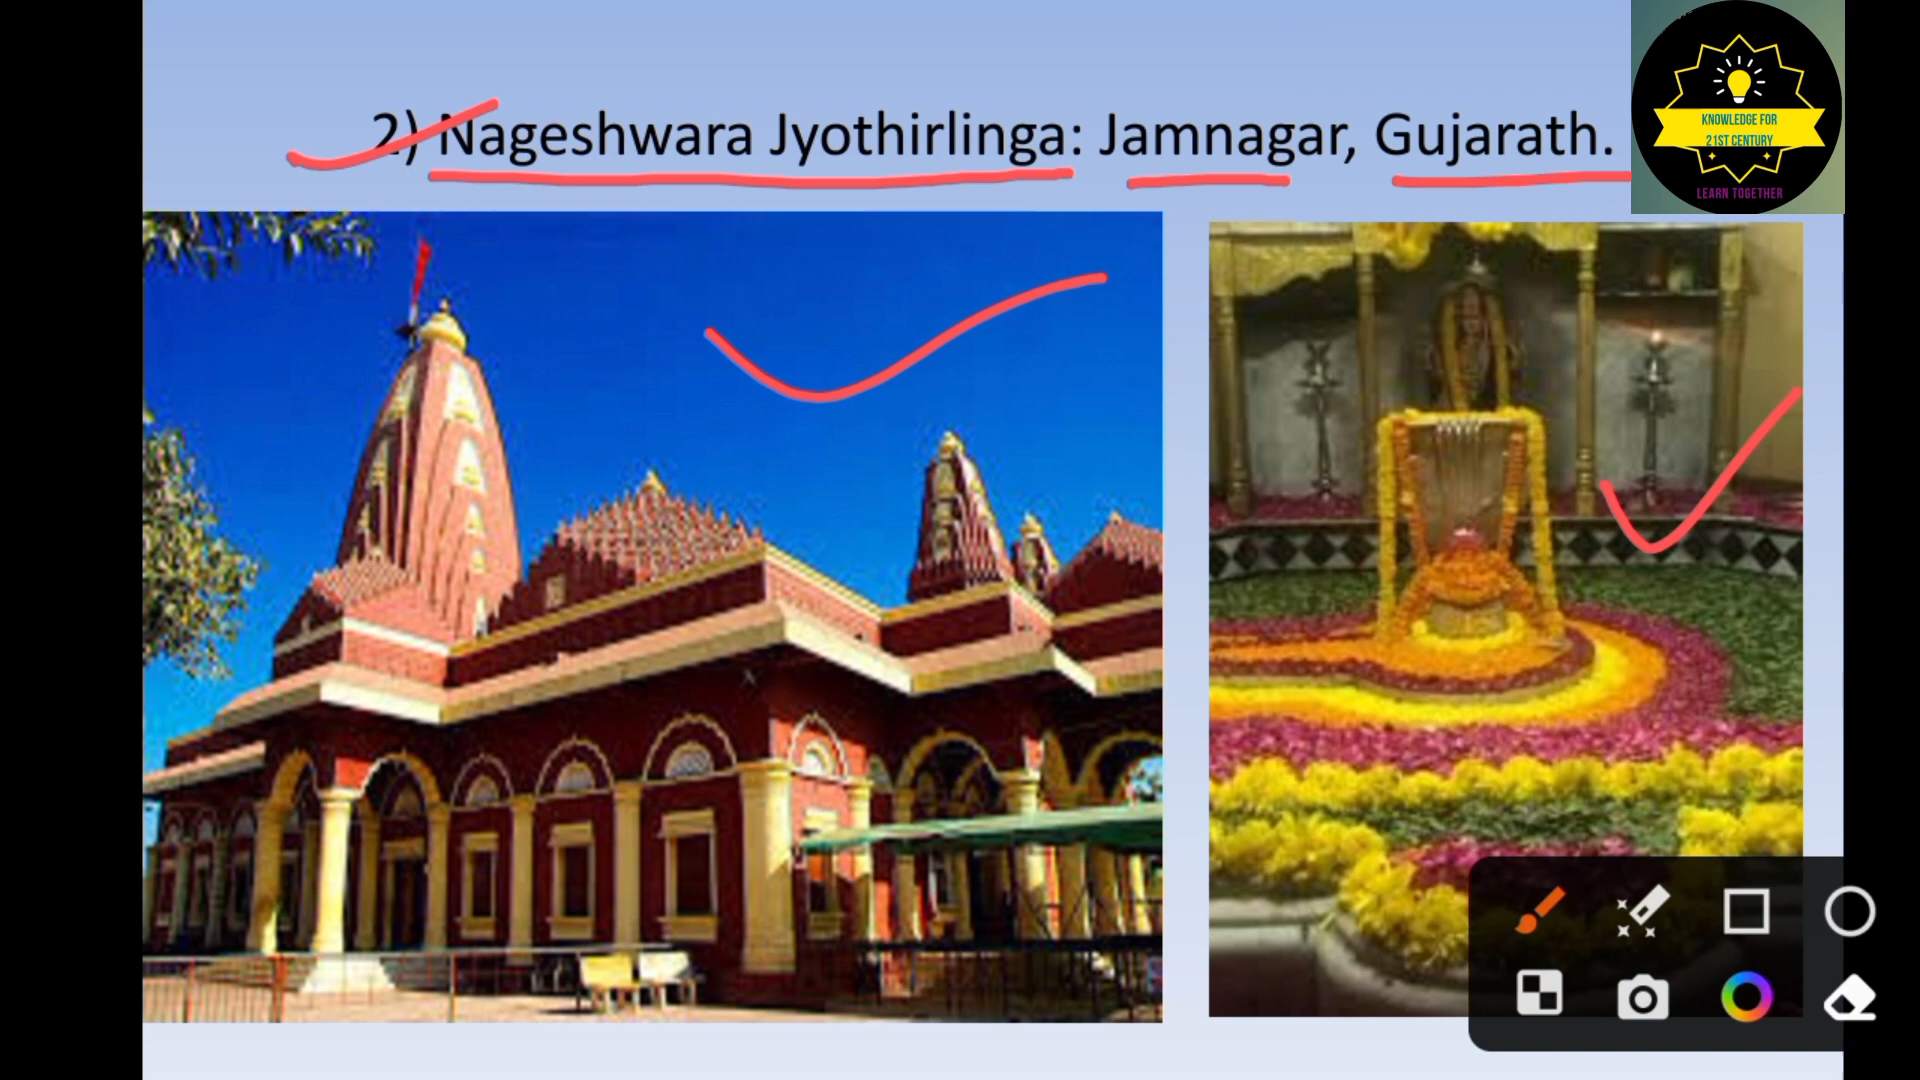 2) Nageshwara Jyothirlinga: Jamnagar, Gujarath.
KNOWLEDGE FOR
21ST CENTURY
LEARN TOGETHER